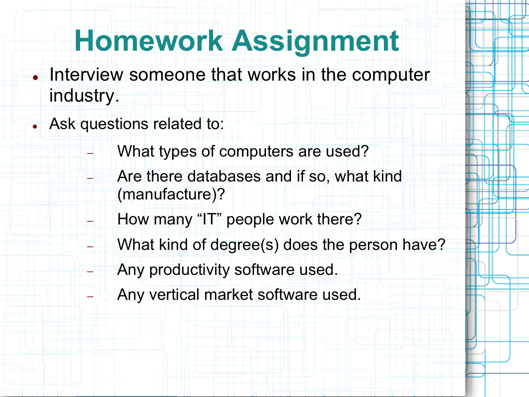 Homework Assignment
● Interview someone that works in the computer
industry.
● Ask questions related to:
– What types of computers are used?
– Are there databases and if so, what kind
(manufacture)?
– How many “IT” people work there?
– What kind of degree(s) does the person have?
– Any productivity software used.
– Any vertical market software used.